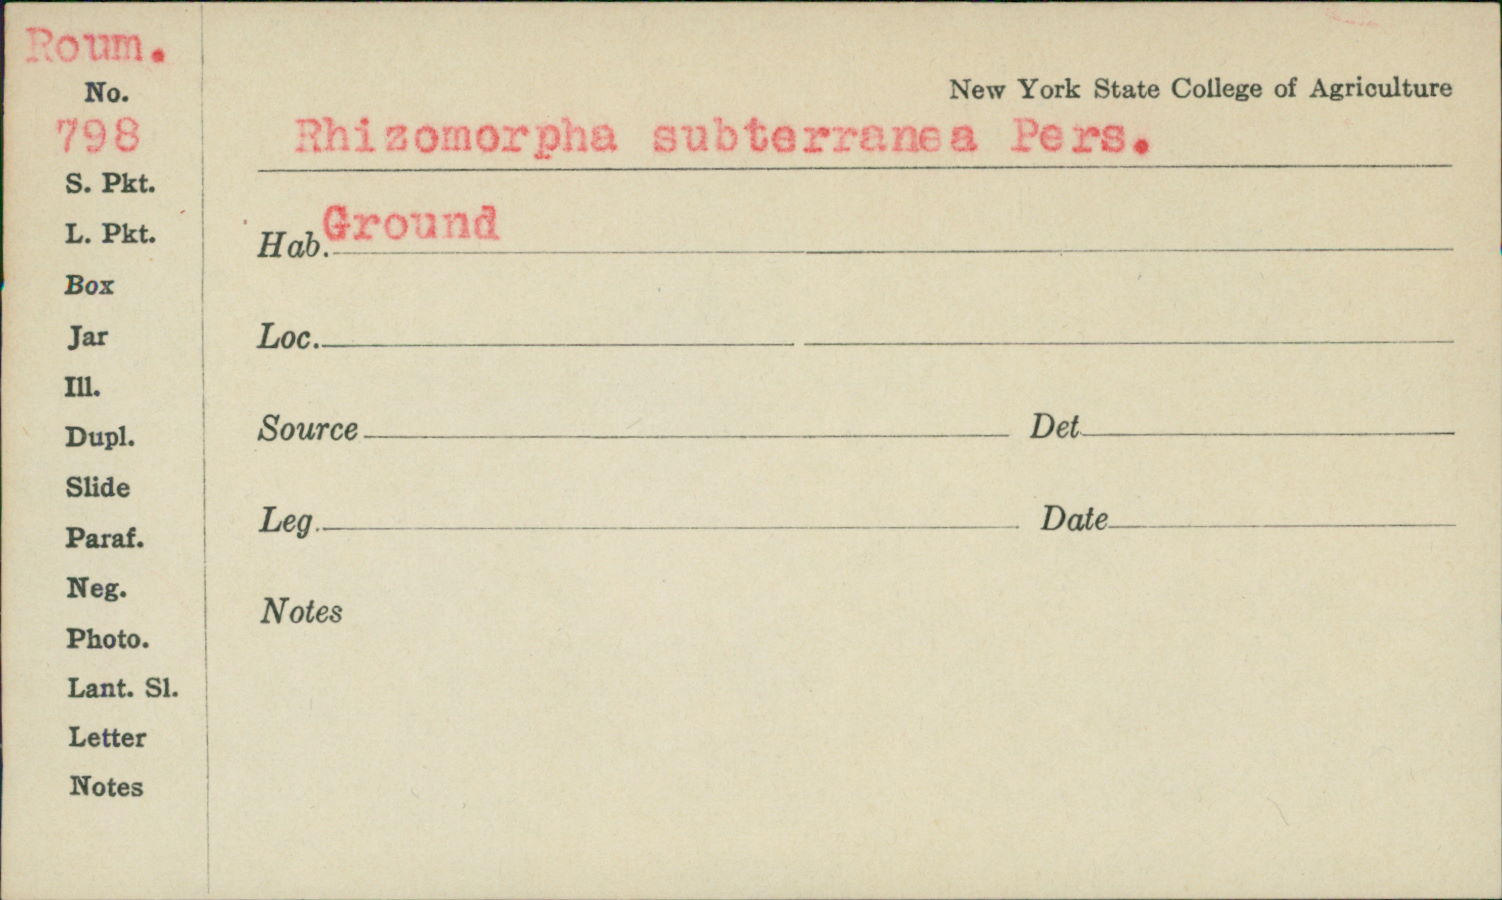 Roum.
No.
798
S. Pkt.
L. Pkt.
Box
Jar
Ill.
Dupl.
Slide
Paraf.
Neg.
Photo.
Lant. Sl.
Letter
Notes
New York State College of Agriculture
Rhizomorpha subterranea Pers.
Hab. Ground
Loc.
Source Det
Leg. Date
Notes